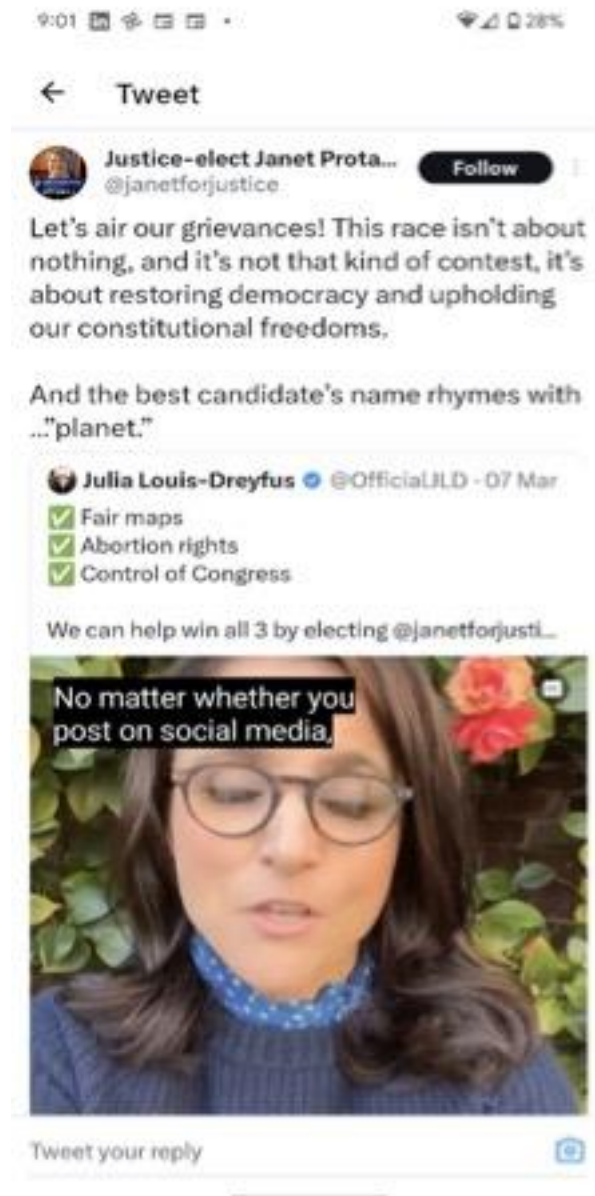 9:01
28%
Tweet
Justice-elect Janet Prota...
Follow
@janetforjustice
Let's air our grievances! This race isn't about
nothing, and it's not that kind of contest, it's
about restoring democracy and upholding
our constitutional freedoms.
And the best candidate's name rhymes with
..."planet."
Julia Louis-Dreyfus @OfficialJLD - 07 Mar
✅ Fair maps
✅ Abortion rights
✅ Control of Congress
We can help win all 3 by electing @janetforjusti...
No matter whether you
post on social media,
Tweet your reply